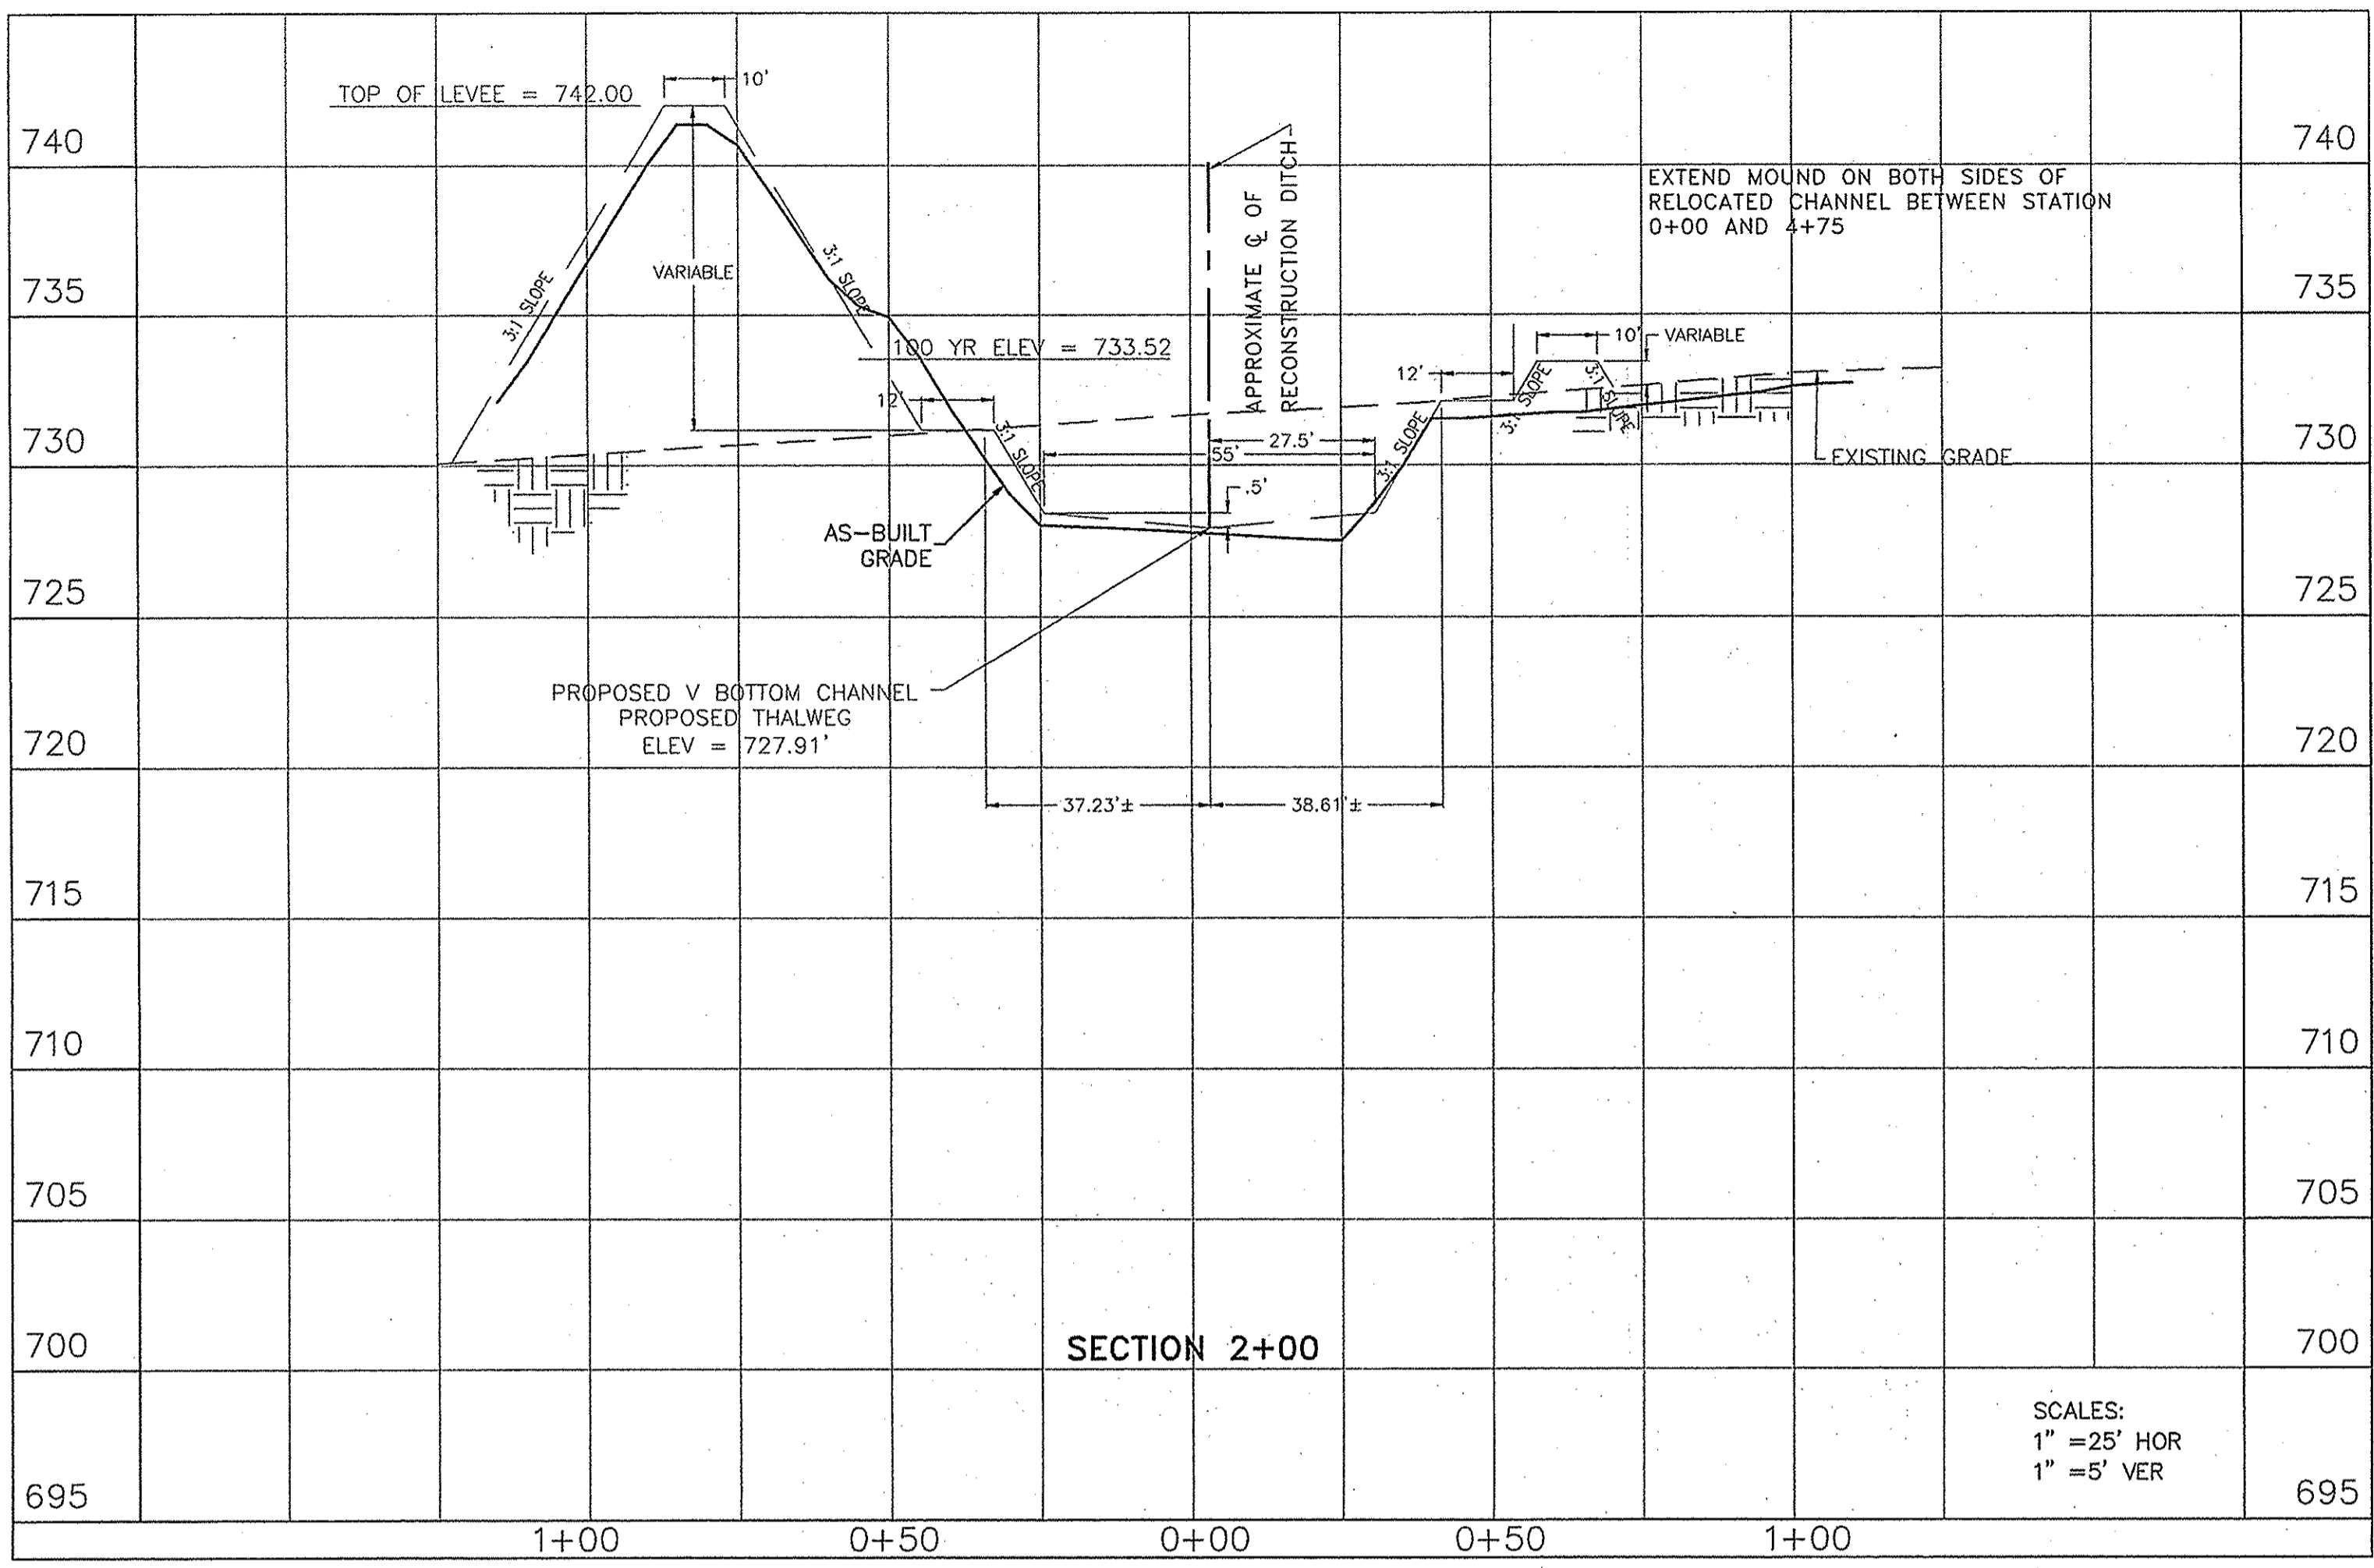 TOP OF LEVEE = 742.00
10'
740
740
EXTEND MOUND ON BOTH SIDES OF
RELOCATED CHANNEL BETWEEN STATION
0+00 AND 4+75
APPROXIMATE ℄ OF
RECONSTRUCTION DITCH
3:1 SLOPE
VARIABLE
3:1 SLOPE
735
735
100 YR ELEV = 733.52
10'
VARIABLE
12'
12'
3:1 SLOPE
3:1 SLOPE
3:1 SLOPE
3:1 SLOPE
730
730
27.5'
55'
EXISTING GRADE
.5'
AS-BUILT
GRADE
725
725
PROPOSED V BOTTOM CHANNEL
PROPOSED THALWEG
ELEV = 727.91'
720
720
37.23'±
38.61'±
715
715
710
710
705
705
700
700
SECTION 2+00
SCALES:
1" =25' HOR
1" =5' VER
695
695
1+00
0+50
0+00
0+50
1+00